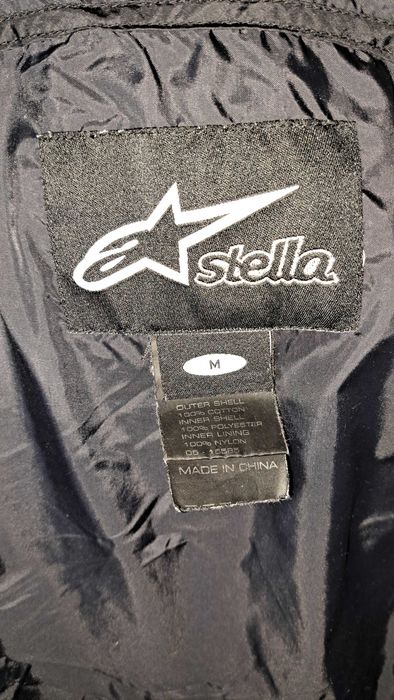 stella
M
OUTER SHELL
100% COTTON
INNER SHELL
100% POLYESTER
INNER LINING
100% NYLON
MADE IN CHINA